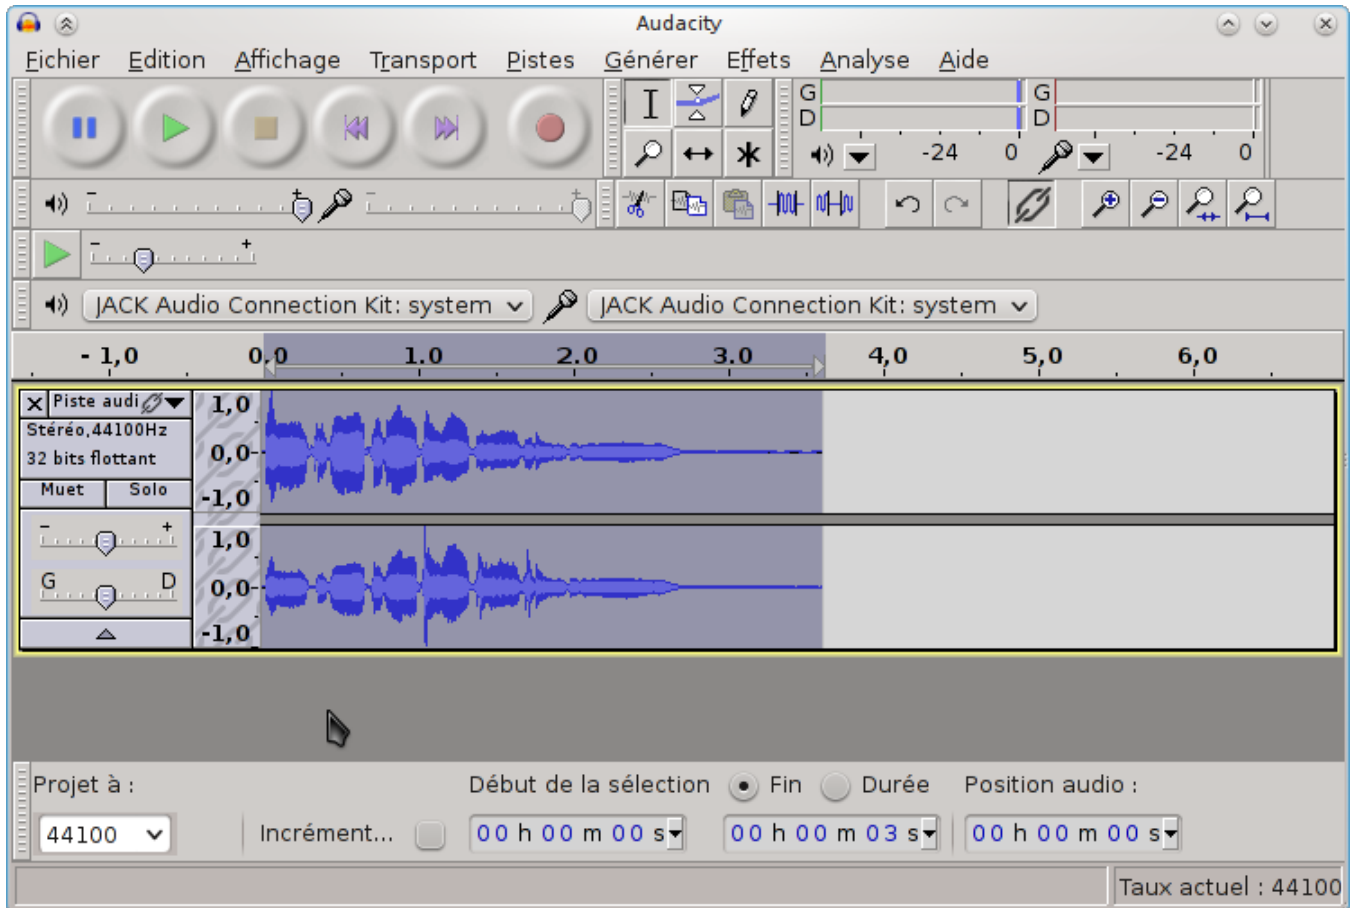 Audacity
Fichier Edition Affichage Transport Pistes Générer Effets Analyse Aide
G G
D D
-24 0 -24 0
- + - +
- +
JACK Audio Connection Kit: system JACK Audio Connection Kit: system
- 1,0 0,0 1.0 2.0 3.0 4,0 5,0 6,0
Piste audi 1,0
Stéréo,44100Hz
32 bits flottant 0,0-
Muet Solo -1,0
- +
1,0
G D 0,0-
-1,0
Projet à : Début de la sélection Fin Durée Position audio :
44100 Incrément... 00 h 00 m 00 s 00 h 00 m 03 s 00 h 00 m 00 s
Taux actuel : 44100